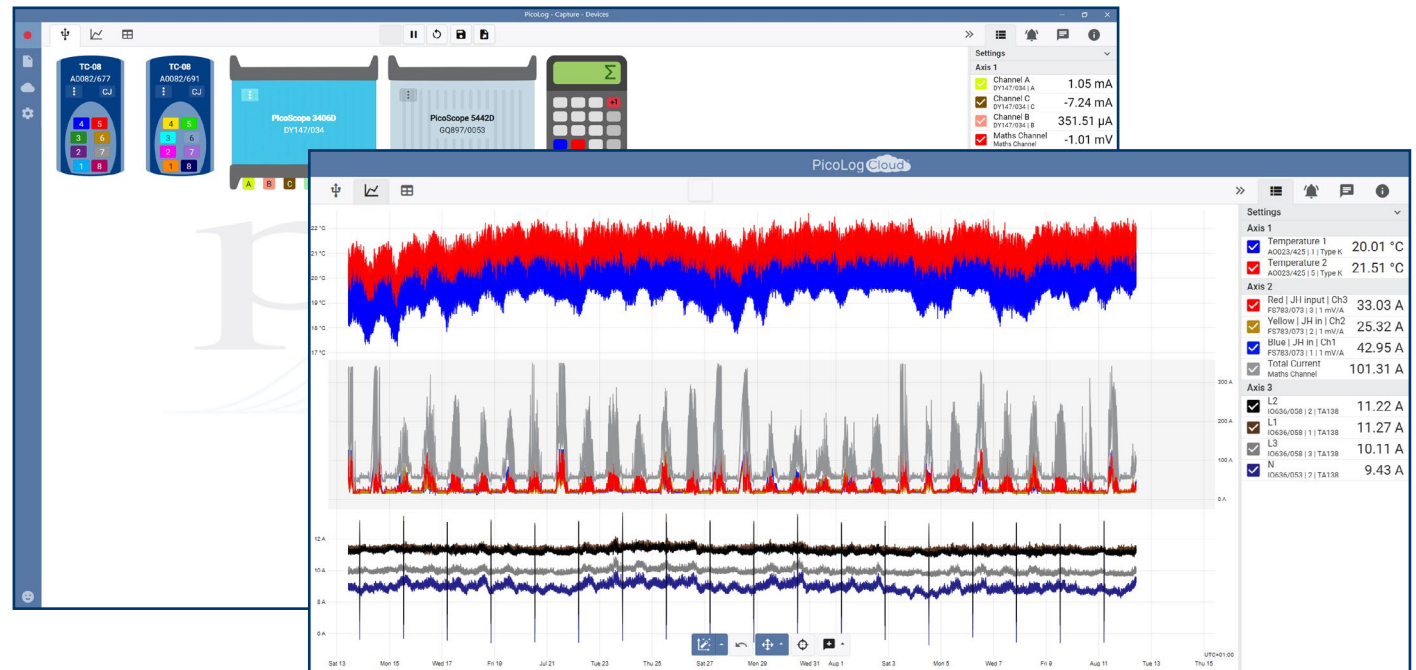 PicoLog - Capture - Devices
Settings
Axis 1
Channel A
DY147/034 | A
1.05 mA
Channel C
DY147/034 | C
-7.24 mA
Channel B
DY147/034 | B
351.51 µA
Maths Channel
Maths Channel
-1.01 mV
TC-08
A0082/677
CJ
4 5
3 6
2 7
1 8
TC-08
A0082/691
CJ
4 5
3 6
2 7
1 8
PicoScope 3406D
DY147/034
A B C
PicoScope 5442D
GQ897/0053
Σ
+1
PicoLog Cloud
Settings
Axis 1
Temperature 1
A0023/425 | 1 | Type K
20.01 °C
Temperature 2
A0023/425 | 5 | Type K
21.51 °C
Axis 2
Red | JH input | Ch3
FS783/073 | 3 | 1 mV/A
33.03 A
Yellow | JH in | Ch2
FS783/073 | 2 | 1 mV/A
25.32 A
Blue | JH in | Ch1
FS783/073 | 1 | 1 mV/A
42.95 A
Total Current
Maths Channel
101.31 A
Axis 3
L2
IO636/058 | 2 | TA138
11.22 A
L1
IO636/058 | 1 | TA138
11.27 A
L3
IO636/058 | 3 | TA138
10.11 A
N
IO636/053 | 2 | TA138
9.43 A
22 °C
21 °C
20 °C
19 °C
18 °C
17 °C
300 A
200 A
100 A
0 A
12 A
10 A
8 A
6 A
UTC+01:00
Sat 13 Mon 15 Wed 17 Fri 19 Jul 21 Tue 23 Thu 25 Sat 27 Mon 29 Wed 31 Aug 1 Sat 3 Mon 5 Wed 7 Fri 9 Aug 11 Tue 13 Thu 15